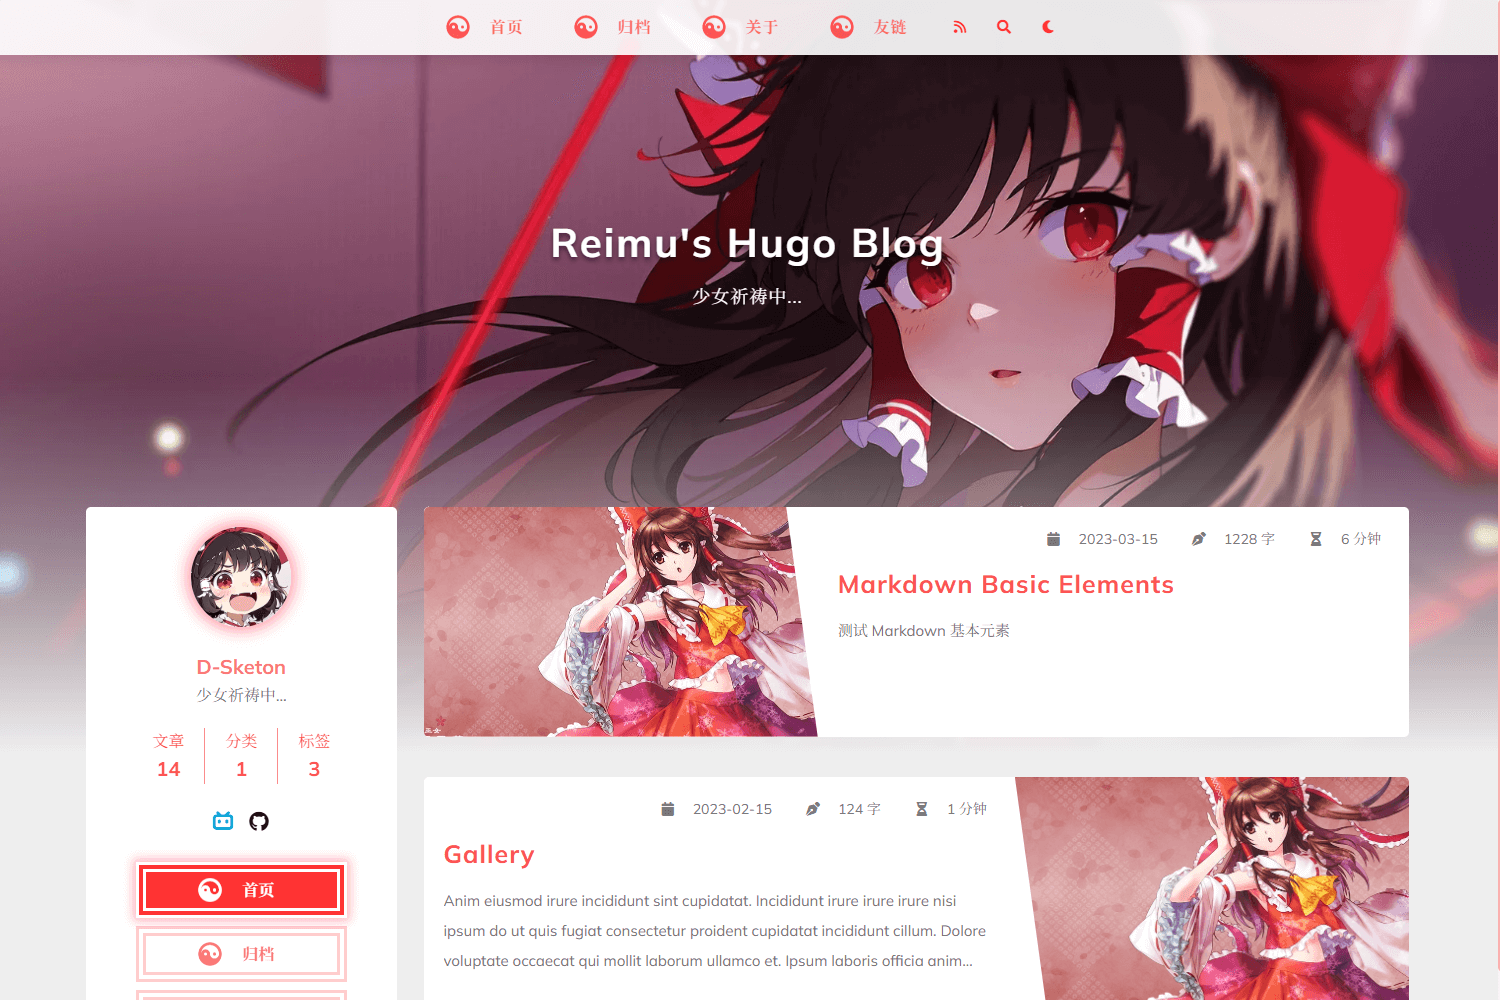 首页 归档 关于 友链
Reimu's Hugo Blog
少女祈祷中...
D-Sketon
少女祈祷中...
文章 分类 标签
14 1 3
首页
归档
2023-03-15 1228 字 6 分钟
Markdown Basic Elements
测试 Markdown 基本元素
2023-02-15 124 字 1 分钟
Gallery
Anim eiusmod irure incididunt sint cupidatat. Incididunt irure irure irure nisi
ipsum do ut quis fugiat consectetur proident cupidatat incididunt cillum. Dolore
voluptate occaecat qui mollit laborum ullamco et. Ipsum laboris officia anim...